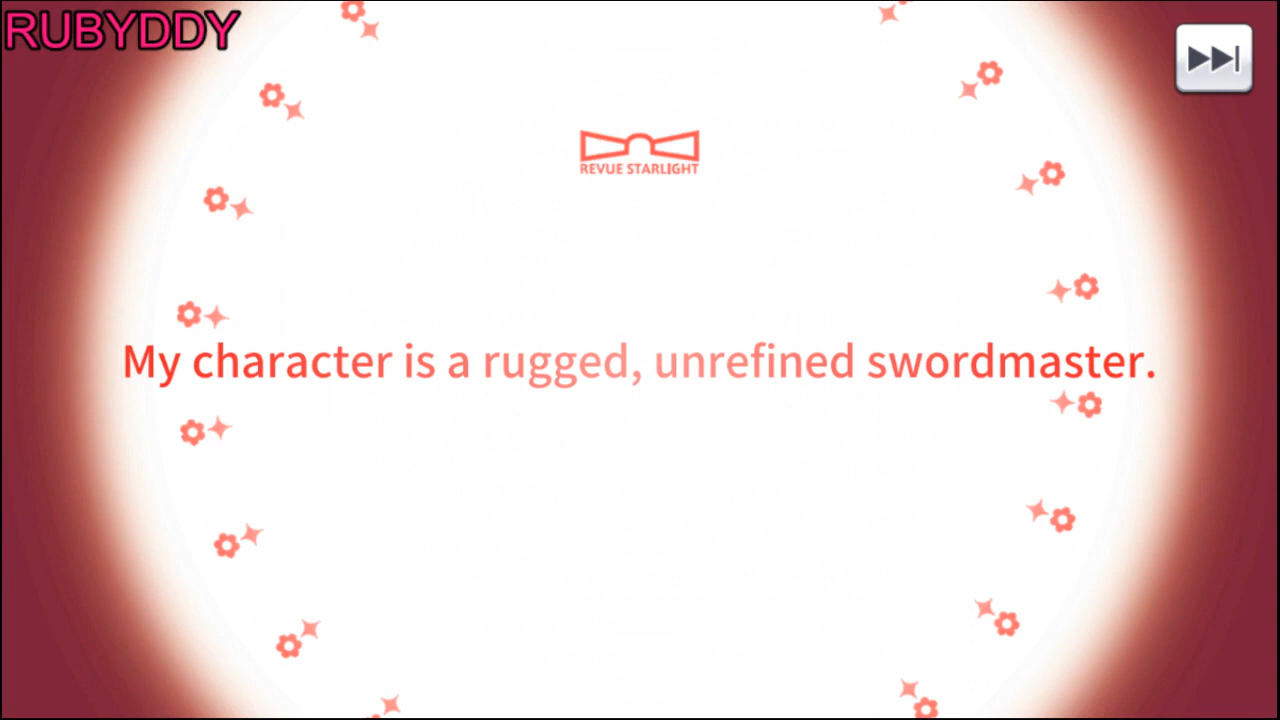 RUBYDDY
REVUE STARLIGHT
My character is a rugged, unrefined swordmaster.